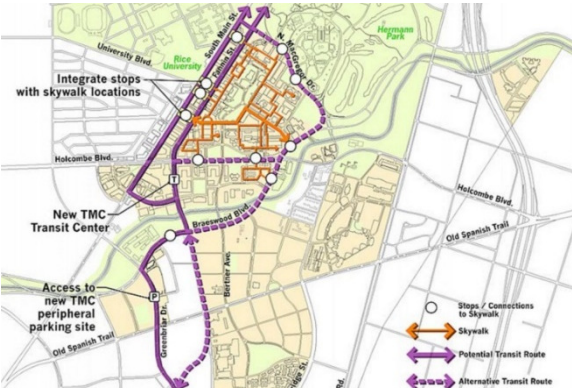 Hermann
Park
University Blvd.
Rice
University
South Main St.
Fannin St.
N. MacGregor Dr.
Integrate stops
with skywalk locations
Holcombe Blvd.
Holcombe Blvd.
New TMC
Transit Center
T
Braeswood Blvd.
Old Spanish Trail
Access to
new TMC
peripheral
parking site
P
Bertner Ave.
Greenbriar Dr.
Old Spanish Trail
Stops / Connections
to Skywalk
Skywalk
Potential Transit Route
Alternative Transit Route